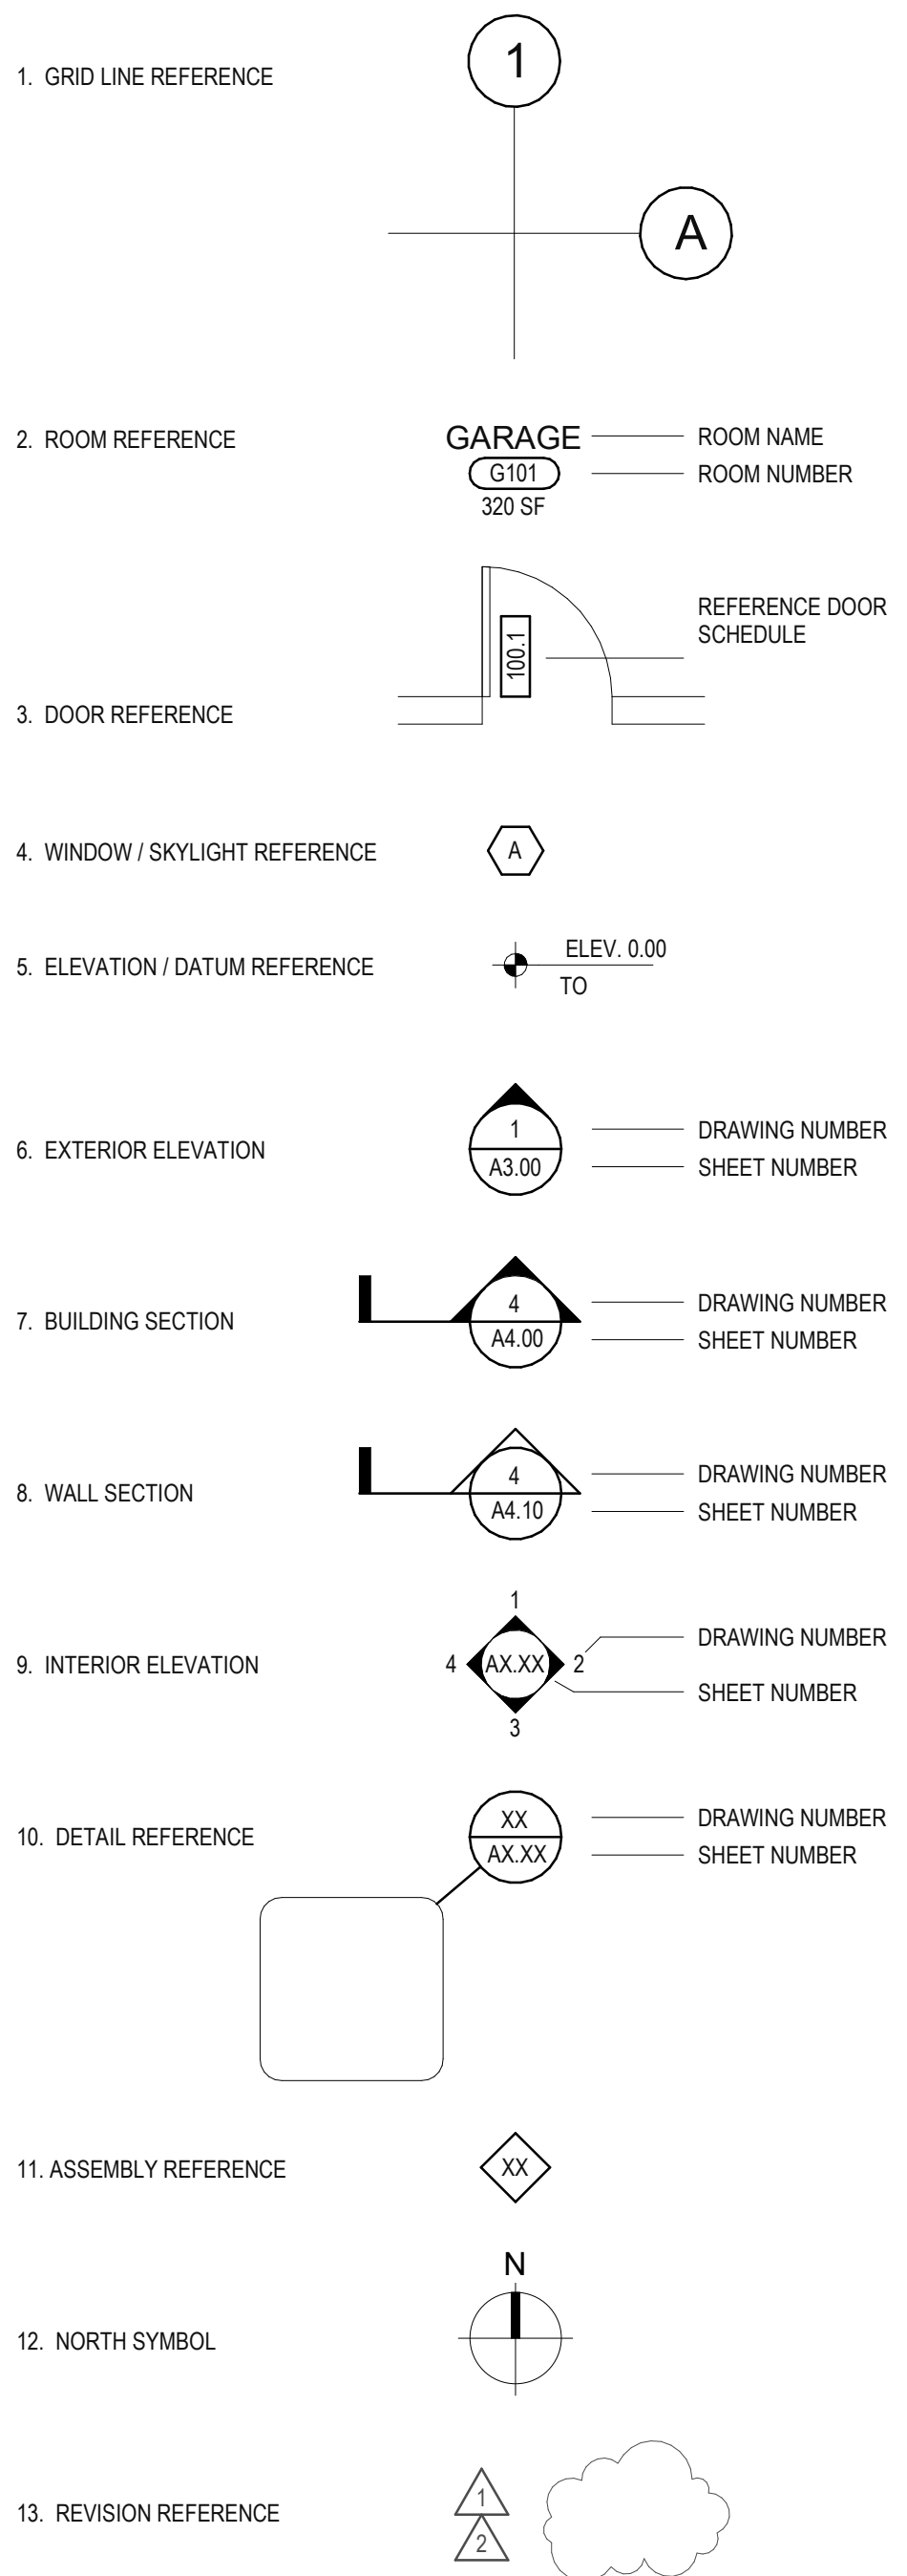 1
1. GRID LINE REFERENCE
A
2. ROOM REFERENCE
GARAGE
ROOM NAME
G101
ROOM NUMBER
320 SF
REFERENCE DOOR
SCHEDULE
100.1
3. DOOR REFERENCE
4. WINDOW / SKYLIGHT REFERENCE
A
5. ELEVATION / DATUM REFERENCE
ELEV. 0.00
TO
6. EXTERIOR ELEVATION
1
DRAWING NUMBER
A3.00
SHEET NUMBER
7. BUILDING SECTION
4
DRAWING NUMBER
A4.00
SHEET NUMBER
8. WALL SECTION
4
DRAWING NUMBER
A4.10
SHEET NUMBER
9. INTERIOR ELEVATION
1
4
AX.XX
2
3
DRAWING NUMBER
SHEET NUMBER
10. DETAIL REFERENCE
XX
DRAWING NUMBER
AX.XX
SHEET NUMBER
11. ASSEMBLY REFERENCE
XX
N
12. NORTH SYMBOL
13. REVISION REFERENCE
1
2